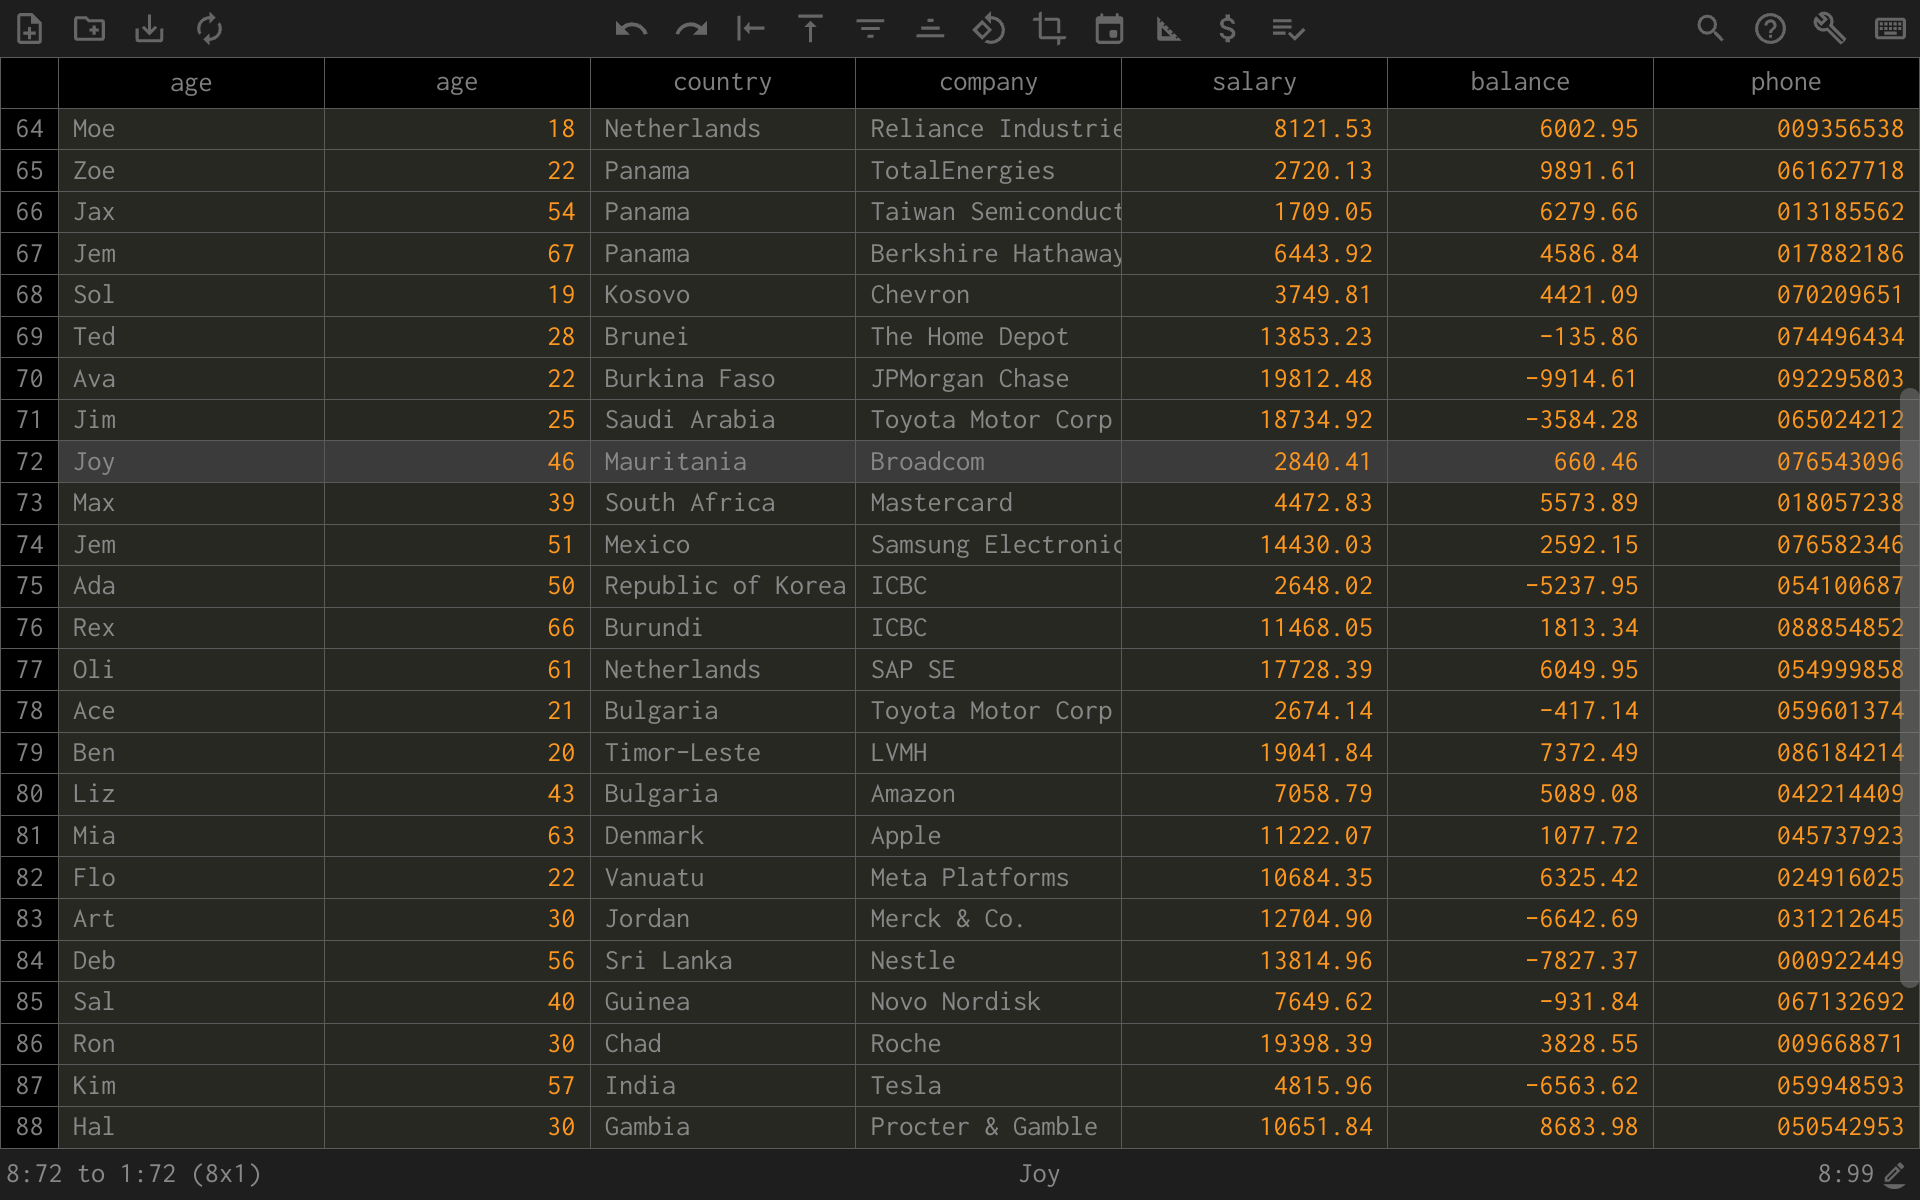 age age country company salary balance phone
64 Moe 18 Netherlands Reliance Industrie 8121.53 6002.95 009356538
65 Zoe 22 Panama TotalEnergies 2720.13 9891.61 061627718
66 Jax 54 Panama Taiwan Semiconduct 1709.05 6279.66 013185562
67 Jem 67 Panama Berkshire Hathaway 6443.92 4586.84 017882186
68 Sol 19 Kosovo Chevron 3749.81 4421.09 070209651
69 Ted 28 Brunei The Home Depot 13853.23 -135.86 074496434
70 Ava 22 Burkina Faso JPMorgan Chase 19812.48 -9914.61 092295803
71 Jim 25 Saudi Arabia Toyota Motor Corp 18734.92 -3584.28 065024212
72 Joy 46 Mauritania Broadcom 2840.41 660.46 076543096
73 Max 39 South Africa Mastercard 4472.83 5573.89 018057238
74 Jem 51 Mexico Samsung Electronic 14430.03 2592.15 076582346
75 Ada 50 Republic of Korea ICBC 2648.02 -5237.95 054100687
76 Rex 66 Burundi ICBC 11468.05 1813.34 088854852
77 Oli 61 Netherlands SAP SE 17728.39 6049.95 054999858
78 Ace 21 Bulgaria Toyota Motor Corp 2674.14 -417.14 059601374
79 Ben 20 Timor-Leste LVMH 19041.84 7372.49 086184214
80 Liz 43 Bulgaria Amazon 7058.79 5089.08 042214409
81 Mia 63 Denmark Apple 11222.07 1077.72 045737923
82 Flo 22 Vanuatu Meta Platforms 10684.35 6325.42 024916025
83 Art 30 Jordan Merck & Co. 12704.90 -6642.69 031212645
84 Deb 56 Sri Lanka Nestle 13814.96 -7827.37 000922449
85 Sal 40 Guinea Novo Nordisk 7649.62 -931.84 067132692
86 Ron 30 Chad Roche 19398.39 3828.55 009668871
87 Kim 57 India Tesla 4815.96 -6563.62 059948593
88 Hal 30 Gambia Procter & Gamble 10651.84 8683.98 050542953
8:72 to 1:72 (8x1) Joy 8:99